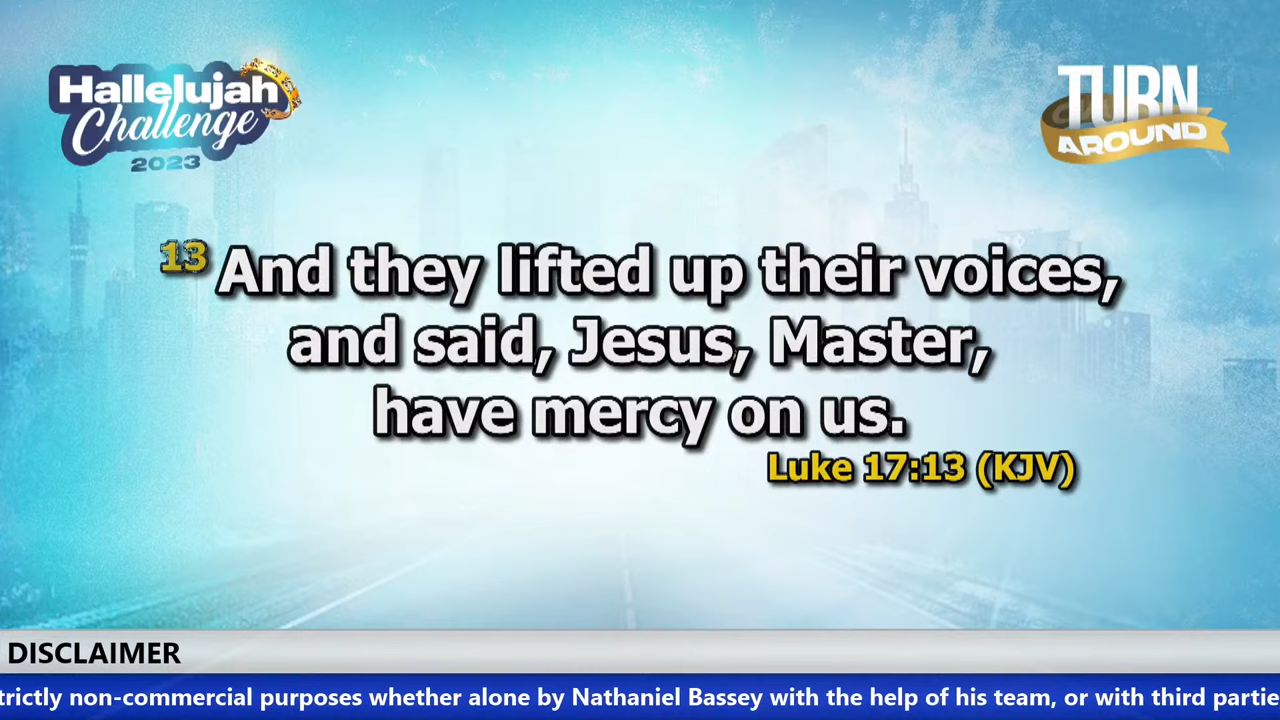 Hallelujah
Challenge
2023
TURN
AROUND
13 And they lifted up their voices,
and said, Jesus, Master,
have mercy on us.
Luke 17:13 (KJV)
DISCLAIMER
trictly non-commercial purposes whether alone by Nathaniel Bassey with the help of his team, or with third partie